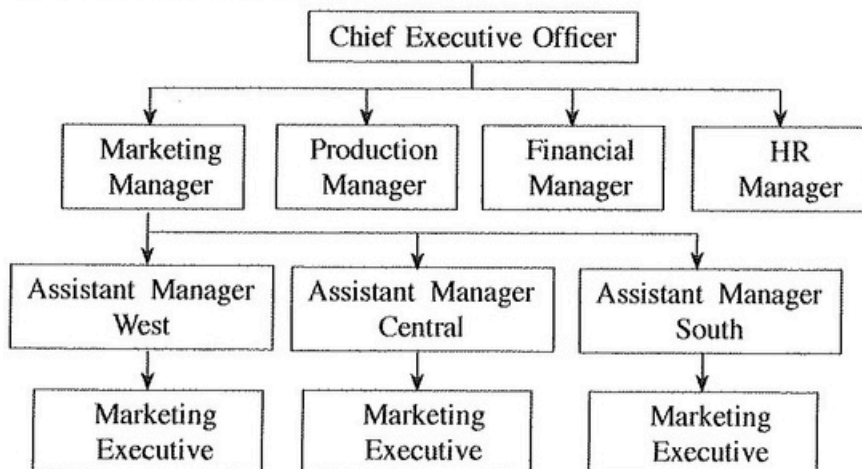 Chief Executive Officer
Marketing
Manager
Production
Manager
Financial
Manager
HR
Manager
Assistant Manager
West
Assistant Manager
Central
Assistant Manager
South
Marketing
Executive
Marketing
Executive
Marketing
Executive